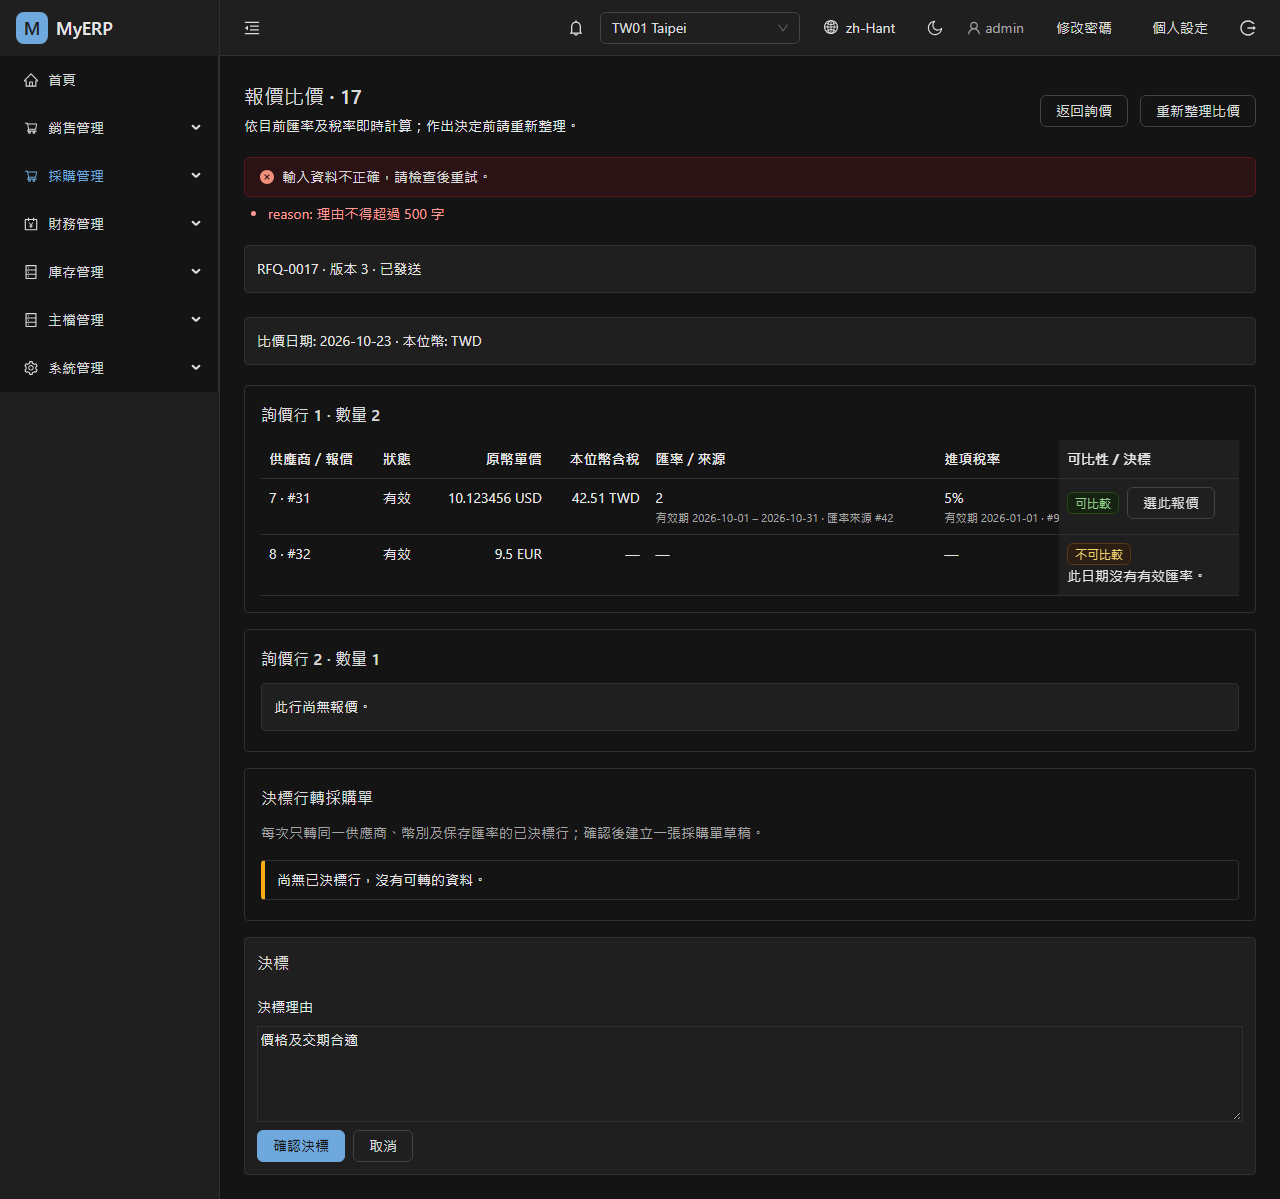 M MyERP
TW01 Taipei
zh-Hant
admin
修改密碼
個人設定
首頁
銷售管理
採購管理
財務管理
庫存管理
主檔管理
系統管理
報價比價 · 17
依目前匯率及稅率即時計算；作出決定前請重新整理。
返回詢價
重新整理比價
輸入資料不正確，請檢查後重試。
reason: 理由不得超過 500 字
RFQ-0017 · 版本 3 · 已發送
比價日期: 2026-10-23 · 本位幣: TWD
詢價行 1 · 數量 2
供應商 / 報價 狀態 原幣單價 本位幣含稅 匯率 / 來源 進項稅率 可比性 / 決標
7 · #31 有效 10.123456 USD 42.51 TWD 2 5% 可比較 選此報價
有效期 2026-10-01 – 2026-10-31 · 匯率來源 #42 有效期 2026-01-01 · #9
8 · #32 有效 9.5 EUR — — — 不可比較
此日期沒有有效匯率。
詢價行 2 · 數量 1
此行尚無報價。
決標行轉採購單
每次只轉同一供應商、幣別及保存匯率的已決標行；確認後建立一張採購單草稿。
尚無已決標行，沒有可轉的資料。
決標
決標理由
價格及交期合適
確認決標
取消